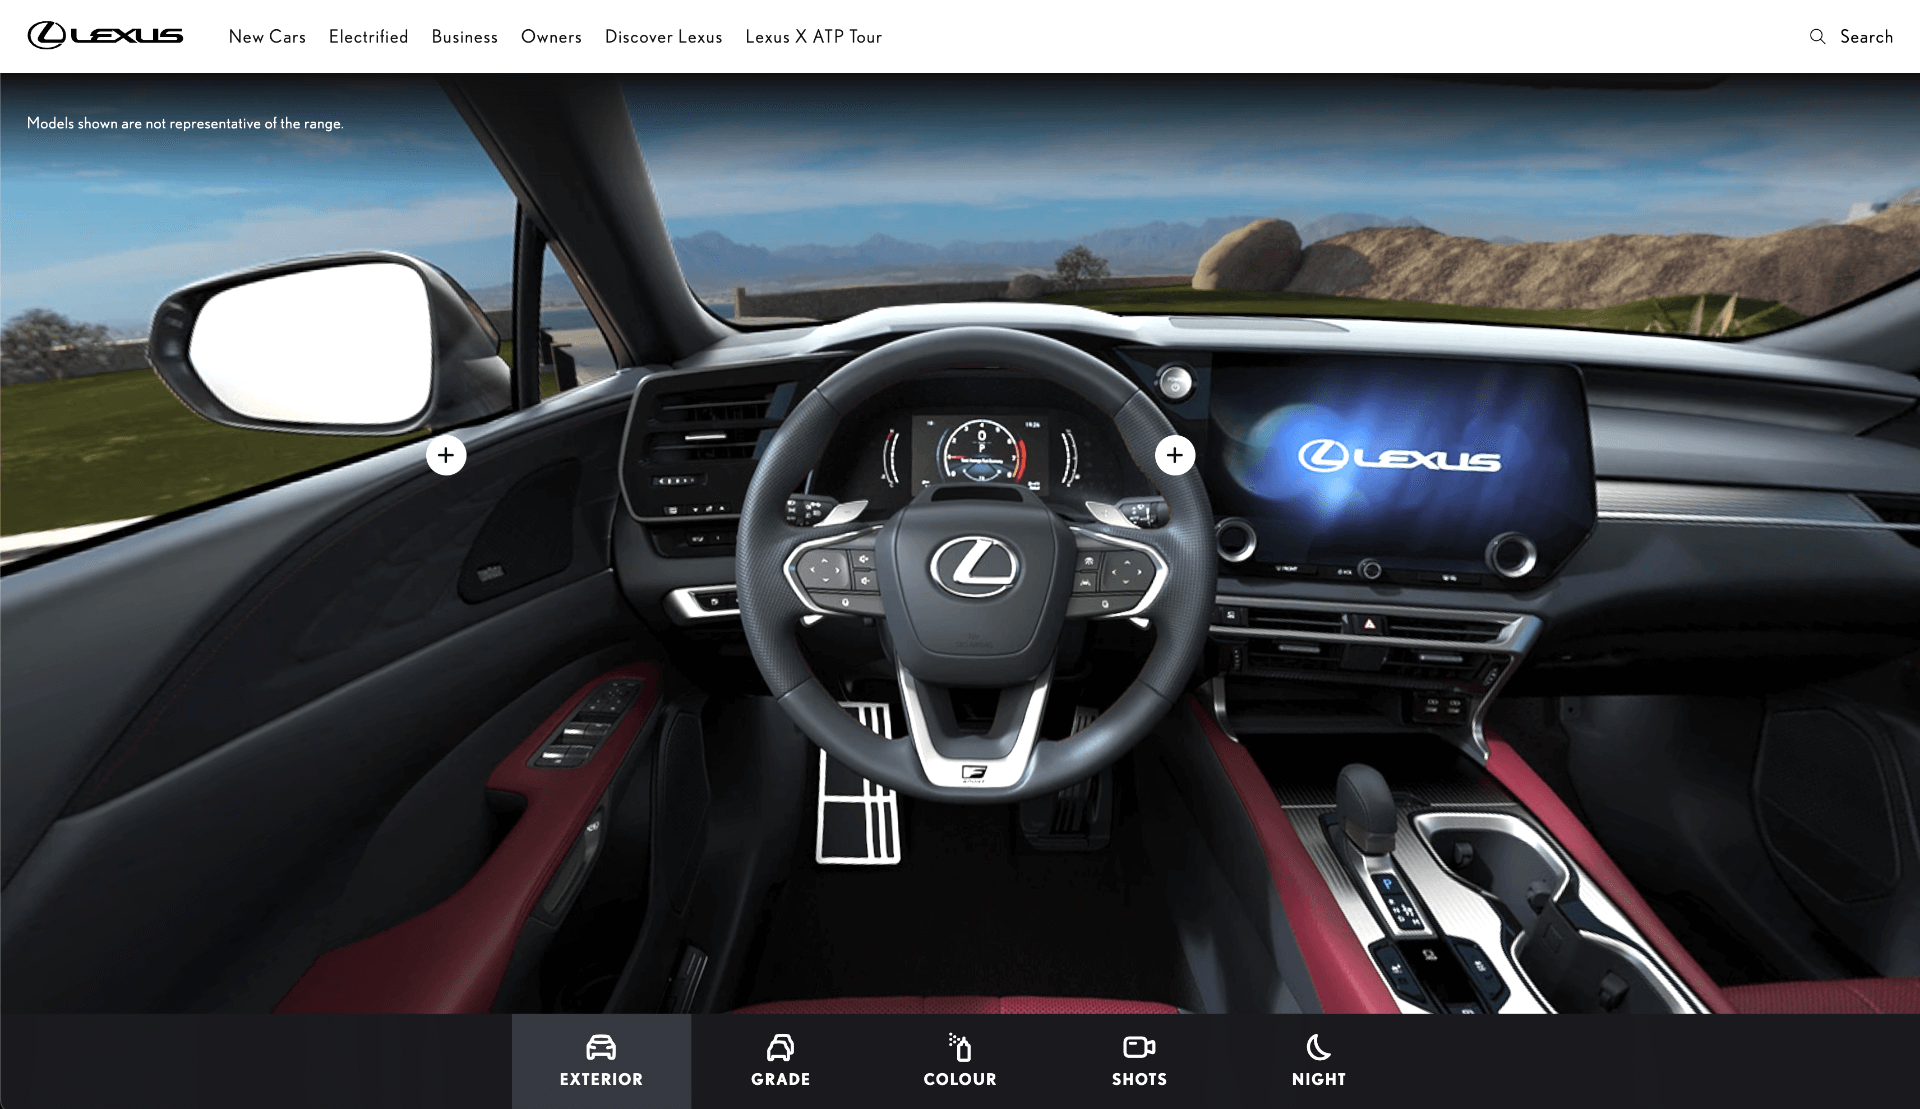 LEXUS
New Cars
Electrified
Business
Owners
Discover Lexus
Lexus X ATP Tour
Search
Models shown are not representative of the range.
LEXUS
P
EXTERIOR
GRADE
COLOUR
SHOTS
NIGHT